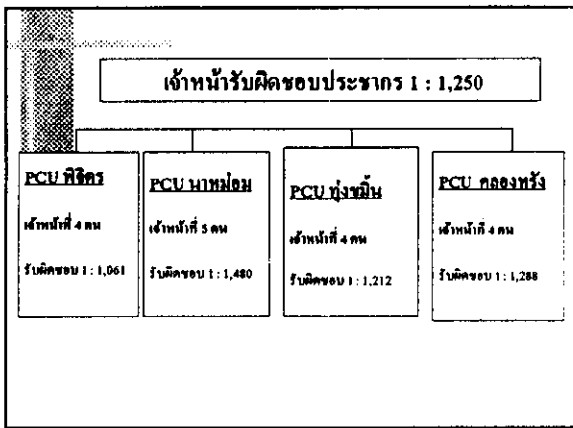 เจ้าหน้ารับผิดชอบประชากร 1 : 1,250
PCU พิจิตร
เจ้าหน้าที่ 4 คน
รับผิดชอบ 1 : 1,061
PCU นาหม่อม
เจ้าหน้าที่ 5 คน
รับผิดชอบ 1 : 1,480
PCU ทุ่งขมิ้น
เจ้าหน้าที่ 4 คน
รับผิดชอบ 1 : 1,212
PCU คลองหรัง
เจ้าหน้าที่ 4 คน
รับผิดชอบ 1 : 1,288